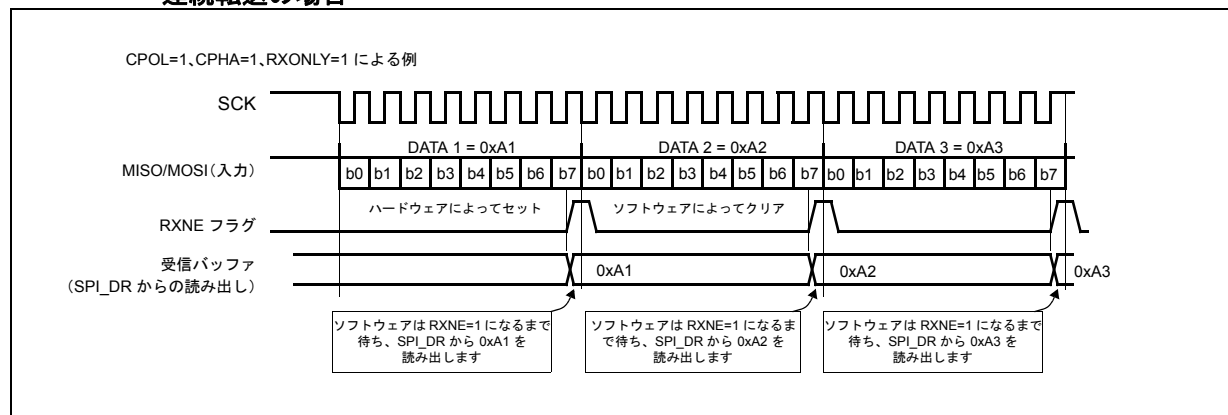 連続転送の場合
CPOL=1、CPHA=1、RXONLY=1 による例
SCK
DATA 1 = 0xA1 DATA 2 = 0xA2 DATA 3 = 0xA3
MISO/MOSI（入力） b0 b1 b2 b3 b4 b5 b6 b7 b0 b1 b2 b3 b4 b5 b6 b7 b0 b1 b2 b3 b4 b5 b6 b7
ハードウェアによってセット ソフトウェアによってクリア
RXNE フラグ
受信バッファ
（SPI_DR からの読み出し） 0xA1 0xA2 0xA3
ソフトウェアは RXNE=1 になるまで
待ち、SPI_DR から 0xA1 を
読み出します
ソフトウェアは RXNE=1 になるま
で待ち、SPI_DR から 0xA2 を
読み出します
ソフトウェアは RXNE=1 になるまで
待ち、SPI_DR から 0xA3 を
読み出します